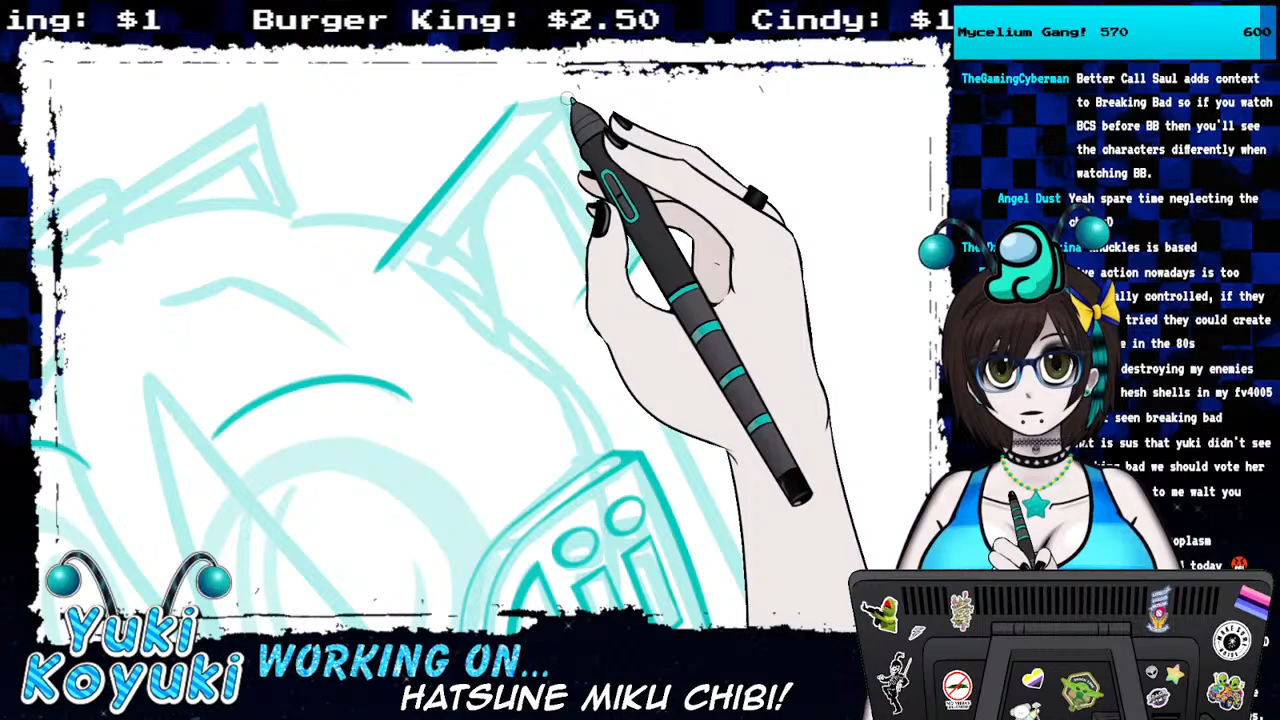 ing: $1 Burger King: $2.50 Cindy: $1
Mycelium Gang! 570 600
TheGamingCyberman Better Call Saul adds context
to Breaking Bad so if you watch
BCS before BB then you'll see
the characters differently when
watching BB.
Angel Dust Yeah spare time neglecting the
knuckles is based
action nowadays is too
controlled, if they
tried they could create
in the 80s
destroying my enemies
hesh shells in my fv4005
seen breaking bad
is sus that yuki didn't see
bad we should vote her
to me walt you
oplasm
today
Yuki
Koyuki
WORKING ON...
HATSUNE MIKU CHIBI!